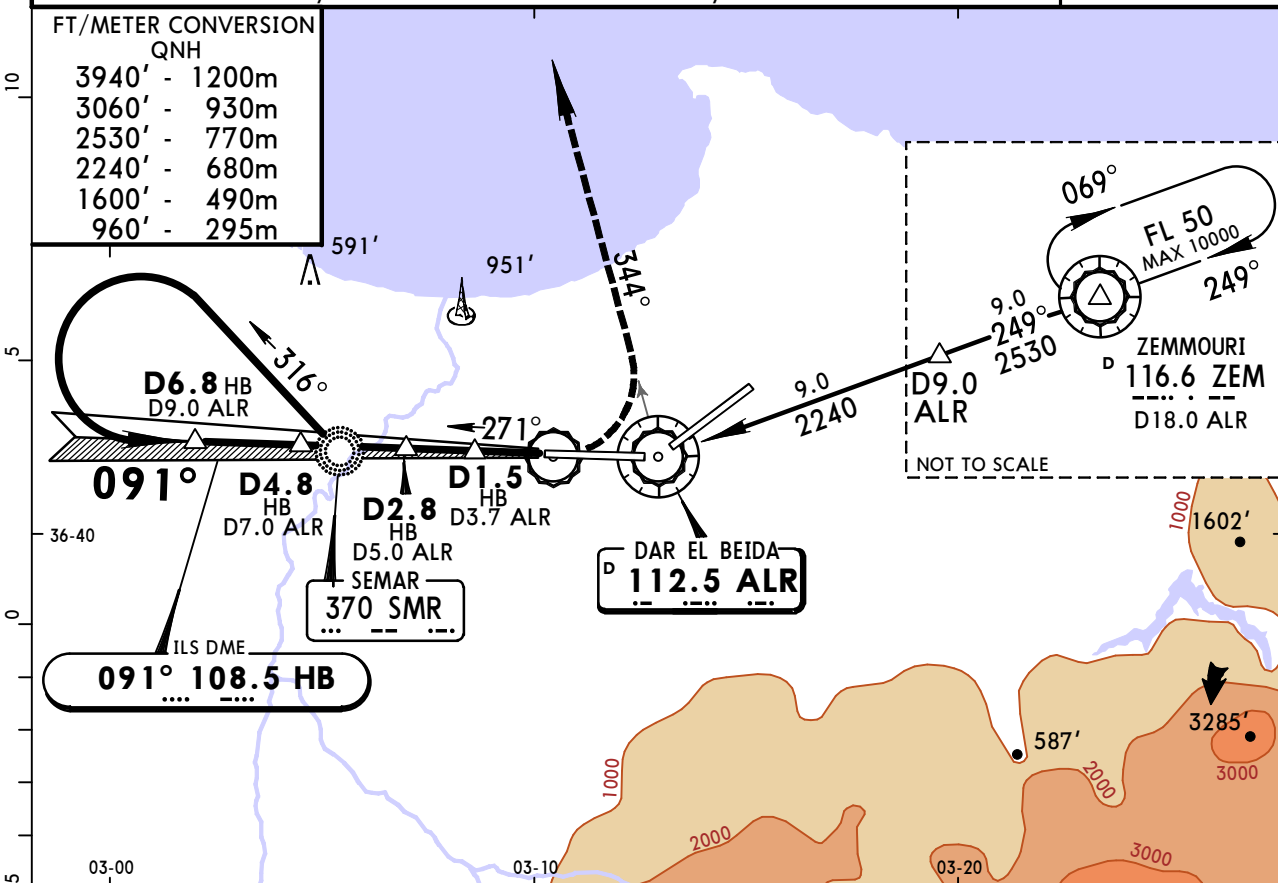 FT/METER CONVERSION
QNH
3940' - 1200m
3060' - 930m
2530' - 770m
2240' - 680m
1600' - 490m
960' - 295m
10
591'
951'
344°
069°
FL 50
MAX 10000
249°
9.0
249°
2530
ZEMMOURI
D 116.6 ZEM
D18.0 ALR
D9.0
ALR
9.0
2240
NOT TO SCALE
5
316°
D6.8 HB
D9.0 ALR
271°
091°
D4.8
HB
D7.0 ALR
D2.8
HB
D5.0 ALR
D1.5
HB
D3.7 ALR
36-40
DAR EL BEIDA
D 112.5 ALR
SEMAR
370 SMR
ILS DME
091° 108.5 HB
0
1000
1602'
3285'
3000
587'
2000
1000
2000
3000
03-00
03-10
03-20
5